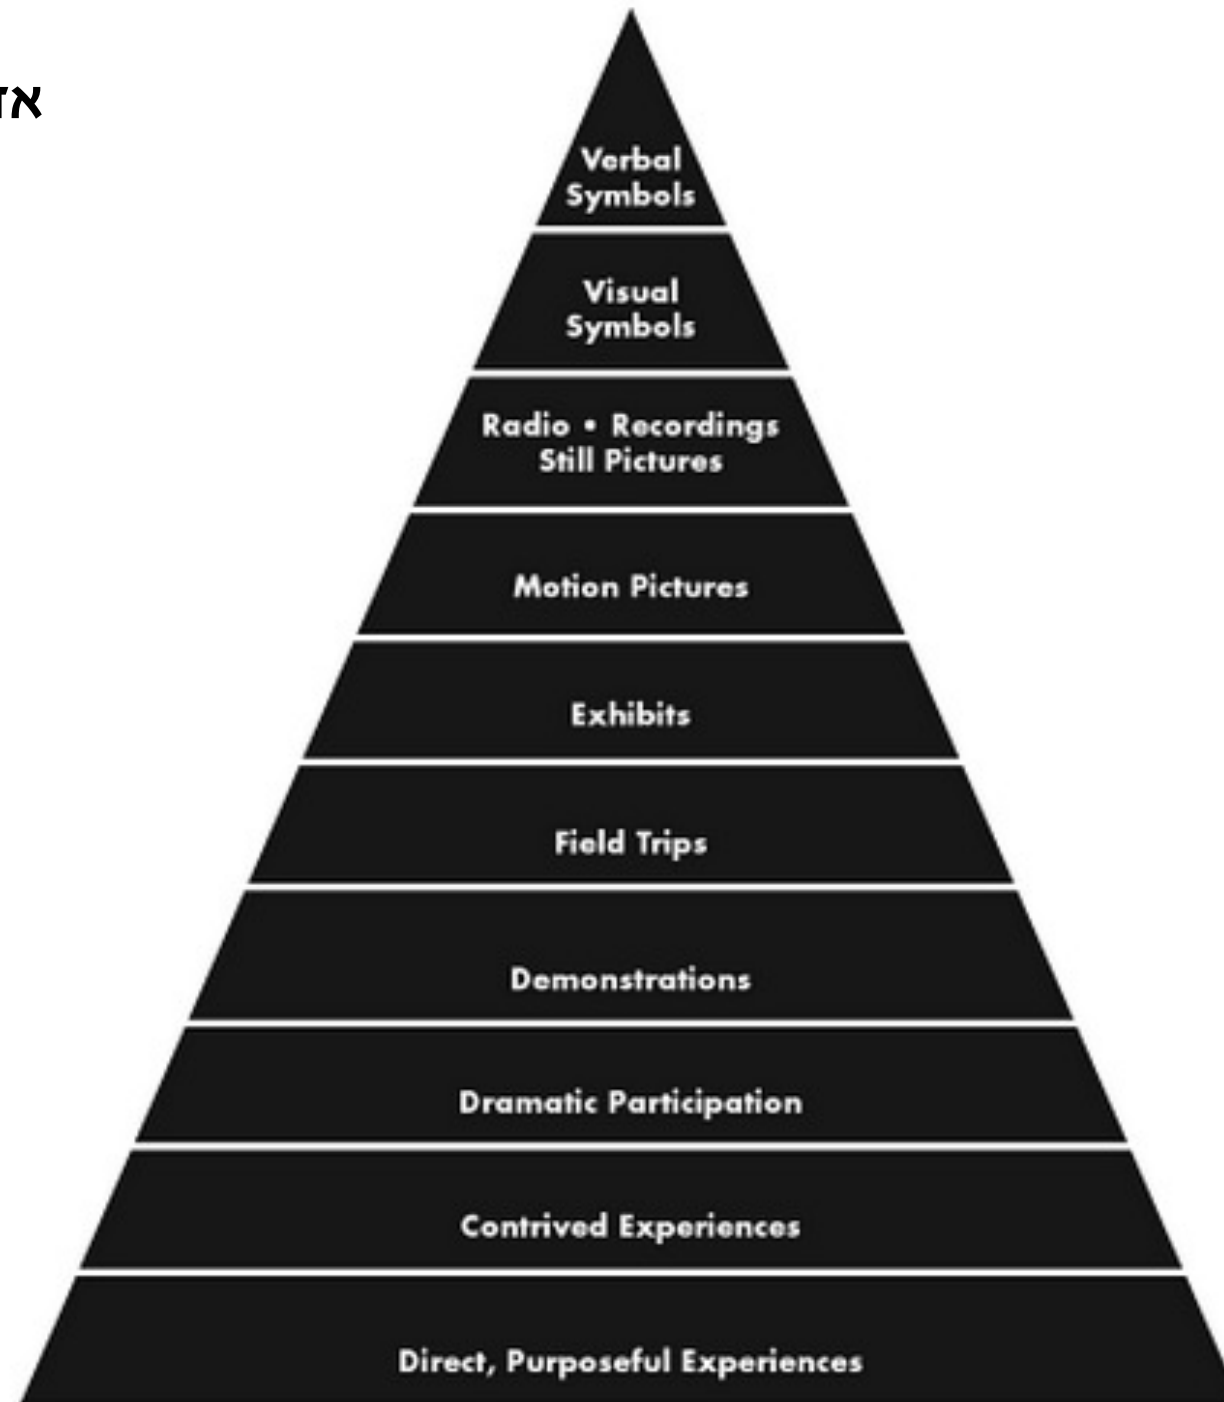 Verbal
Symbols
Visual
Symbols
Radio • Recordings
Still Pictures
Motion Pictures
Exhibits
Field Trips
Demonstrations
Dramatic Participation
Contrived Experiences
Direct, Purposeful Experiences